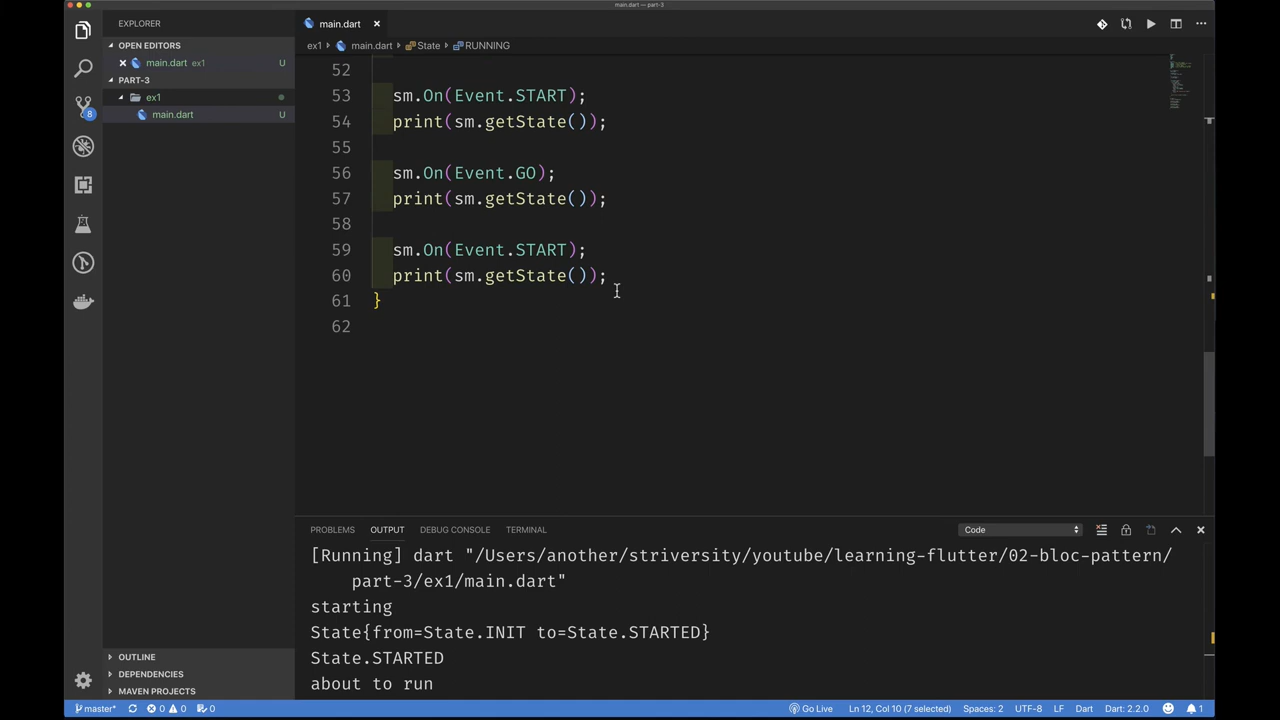 main.dart — part-3
EXPLORER
main.dart
OPEN EDITORS
ex1 main.dart State RUNNING
main.dart ex1 U
PART-3
ex1
main.dart U
8
52
53 sm.On(Event.START);
54 print(sm.getState());
55
56 sm.On(Event.GO);
57 print(sm.getState());
58
59 sm.On(Event.START);
60 print(sm.getState());
61 }
62
PROBLEMS OUTPUT DEBUG CONSOLE TERMINAL Code
[Running] dart "/Users/another/striversity/youtube/learning-flutter/02-bloc-pattern/
part-3/ex1/main.dart"
starting
State{from=State.INIT to=State.STARTED}
State.STARTED
about to run
OUTLINE
DEPENDENCIES
MAVEN PROJECTS
master* 0 0 0 Go Live Ln 12, Col 10 (7 selected) Spaces: 2 UTF-8 LF Dart Dart: 2.2.0 1